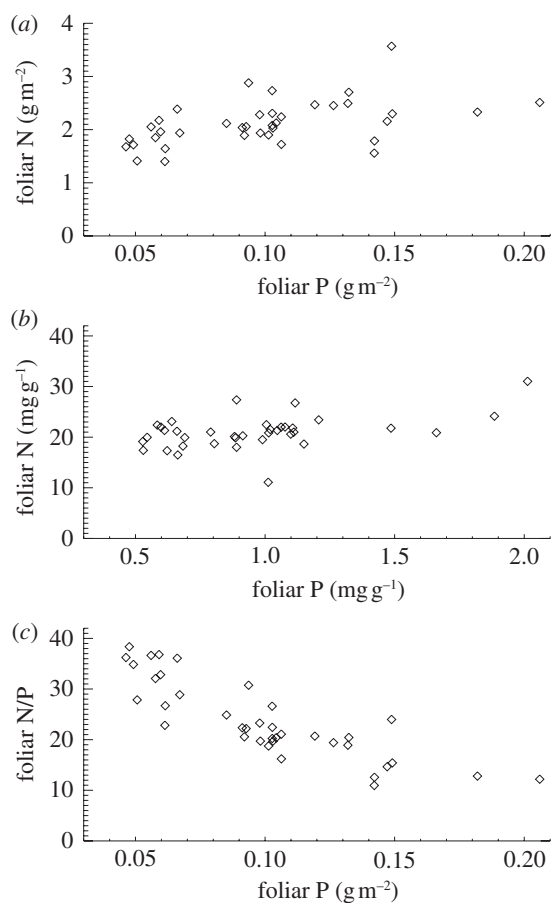 (a)
4
3
2
1
0
foliar N (g m⁻²)
0.05 0.10 0.15 0.20
foliar P (g m⁻²)
(b)
40
30
20
10
0
foliar N (mg g⁻¹)
0.5 1.0 1.5 2.0
foliar P (mg g⁻¹)
(c)
40
30
20
10
0
foliar N/P
0.05 0.10 0.15 0.20
foliar P (g m⁻²)